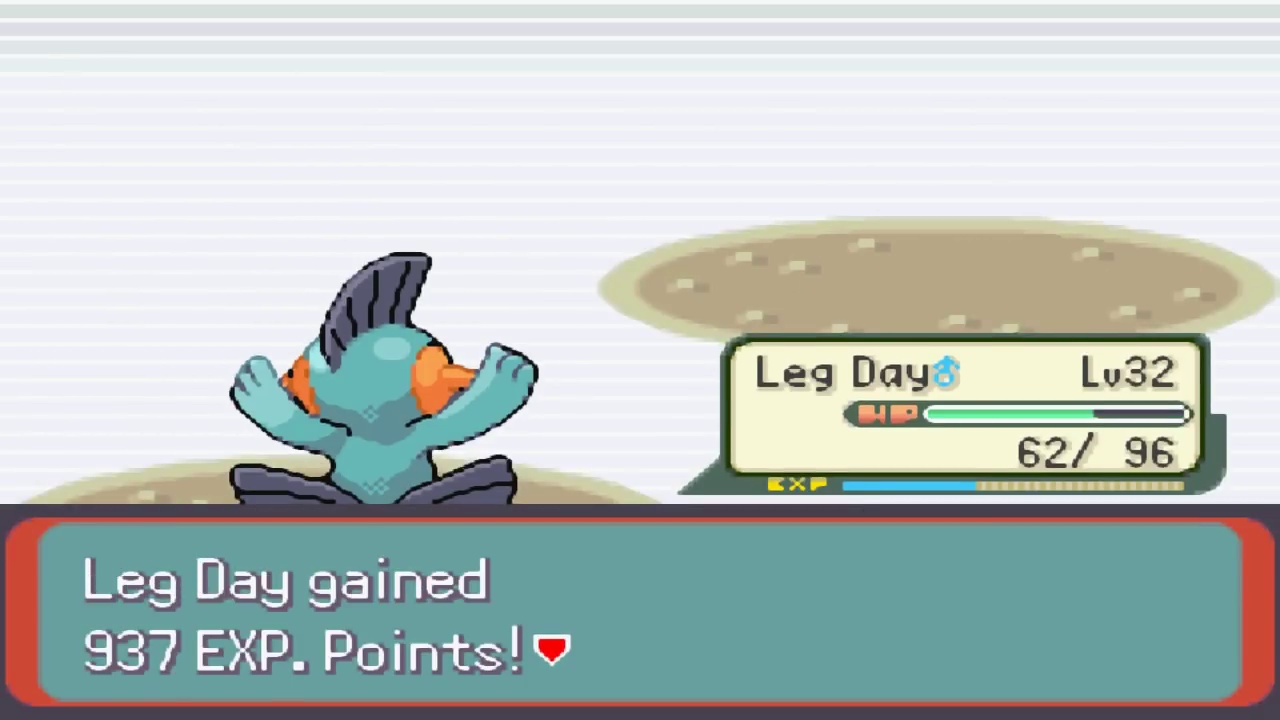 Leg Day♂ Lv32
HP
62/ 96
EXP
Leg Day gained
937 EXP. Points!